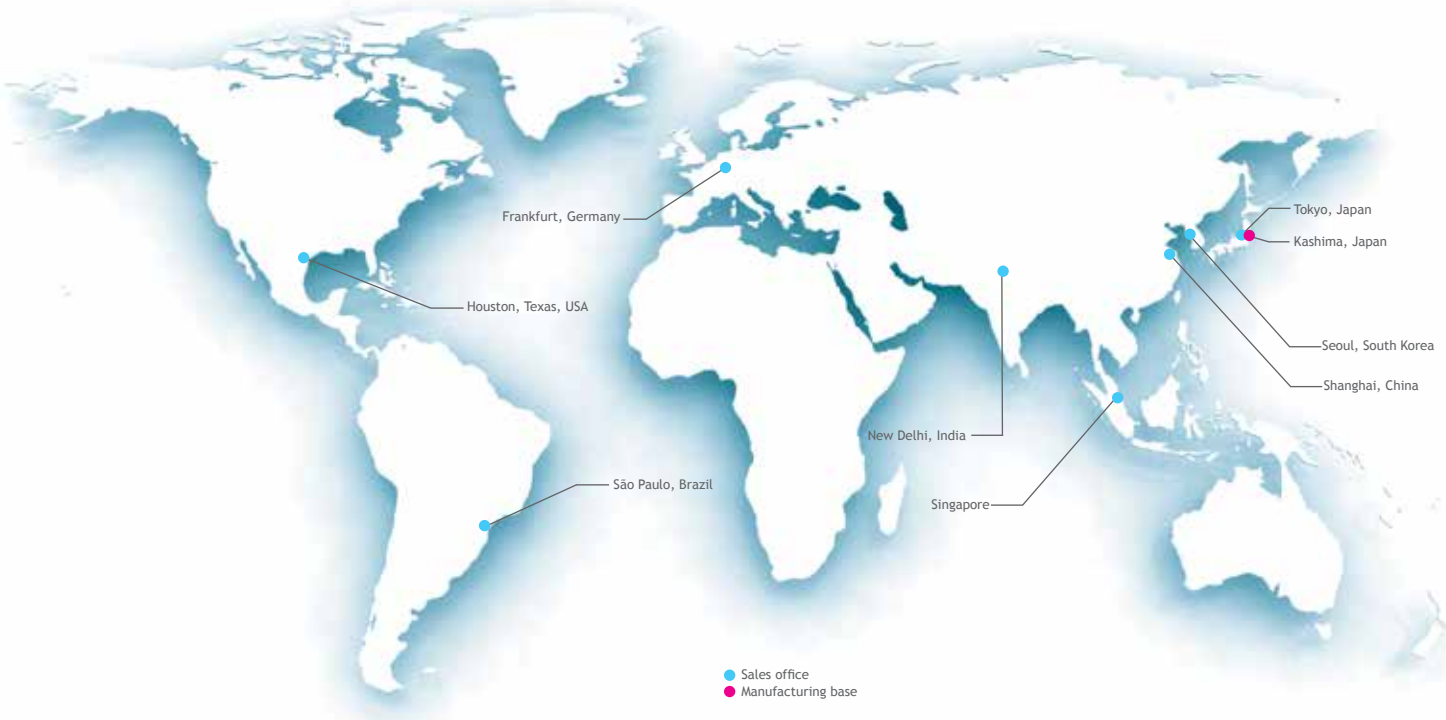 Tokyo, Japan
Frankfurt, Germany
Kashima, Japan
Houston, Texas, USA
Seoul, South Korea
Shanghai, China
New Delhi, India
São Paulo, Brazil
Singapore
Sales office
Manufacturing base